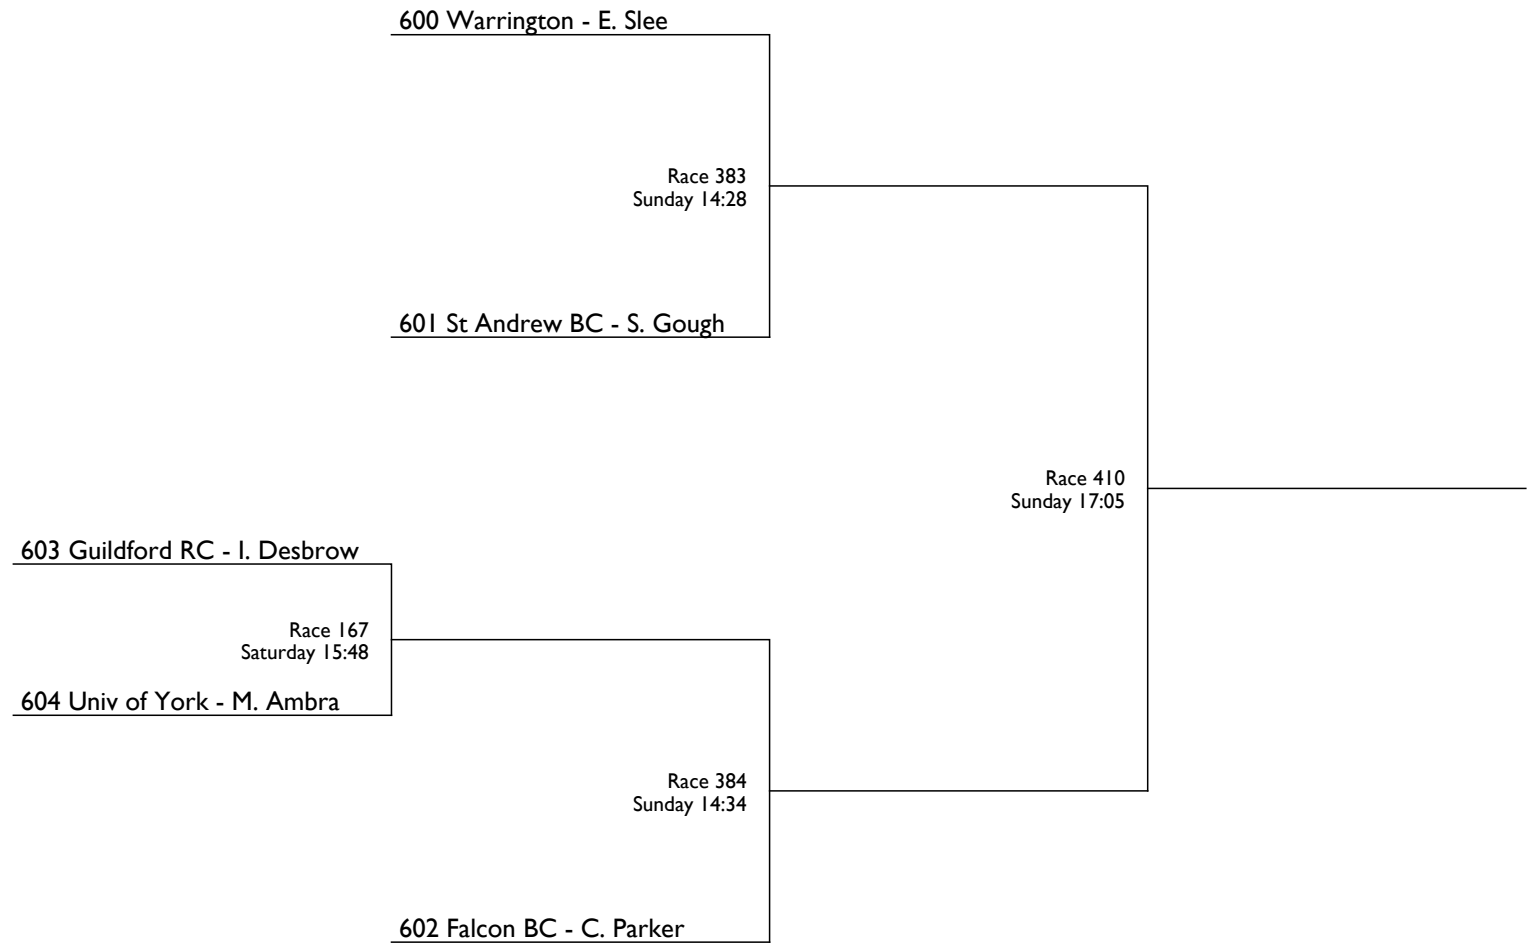 600 Warrington - E. Slee
Race 383
Sunday 14:28
601 St Andrew BC - S. Gough
Race 410
Sunday 17:05
603 Guildford RC - I. Desbrow
Race 167
Saturday 15:48
604 Univ of York - M. Ambra
Race 384
Sunday 14:34
602 Falcon BC - C. Parker